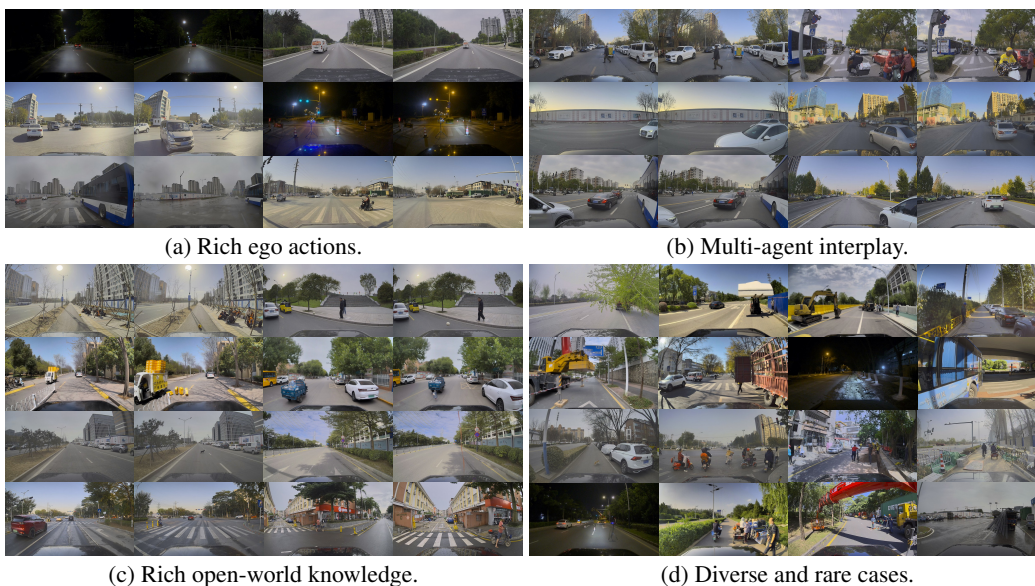 (a) Rich ego actions.
(b) Multi-agent interplay.
(c) Rich open-world knowledge.
(d) Diverse and rare cases.